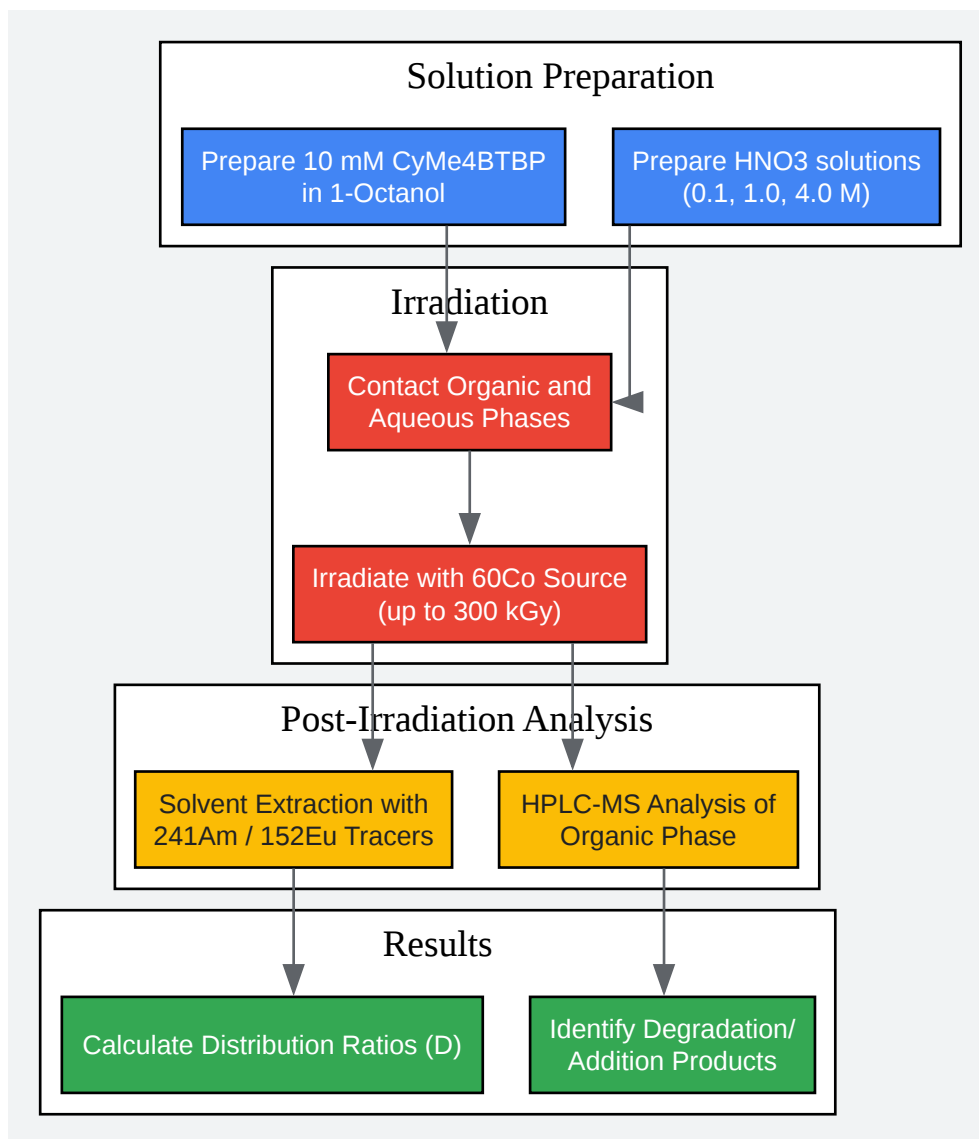 Solution Preparation
Prepare 10 mM CyMe4BTBP
in 1-Octanol
Prepare HNO3 solutions
(0.1, 1.0, 4.0 M)
Irradiation
Contact Organic and
Aqueous Phases
Irradiate with 60Co Source
(up to 300 kGy)
Post-Irradiation Analysis
Solvent Extraction with
241Am / 152Eu Tracers
HPLC-MS Analysis of
Organic Phase
Results
Calculate Distribution Ratios (D)
Identify Degradation/
Addition Products